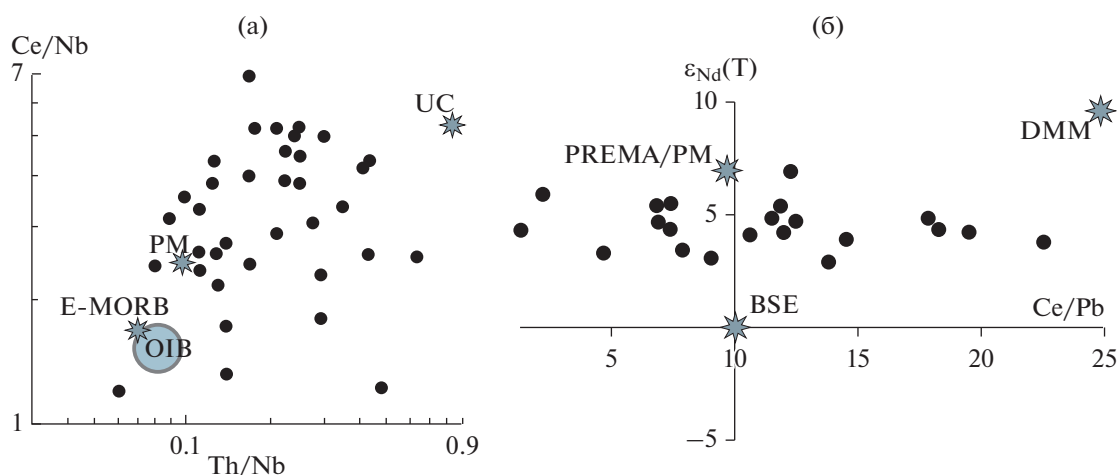 (а)
Ce/Nb
7
UC
PM
E-MORB
OIB
1
0.1
0.9
Th/Nb
(б)
εNd(T)
10
DMM
PREMA/PM
5
BSE
Ce/Pb
5
10
15
20
25
−5